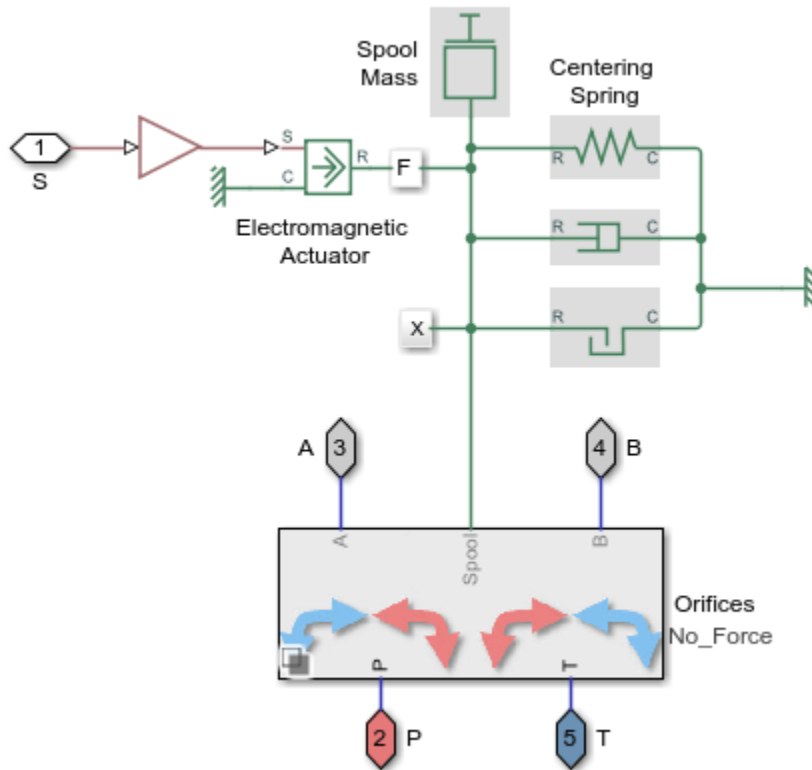 Spool
Mass
Centering
Spring
1
S
S
C
R
F
R
C
Electromagnetic
Actuator
R
C
X
R
C
A
3
4
B
A
Spool
B
Orifices
No_Force
P
T
2
P
5
T